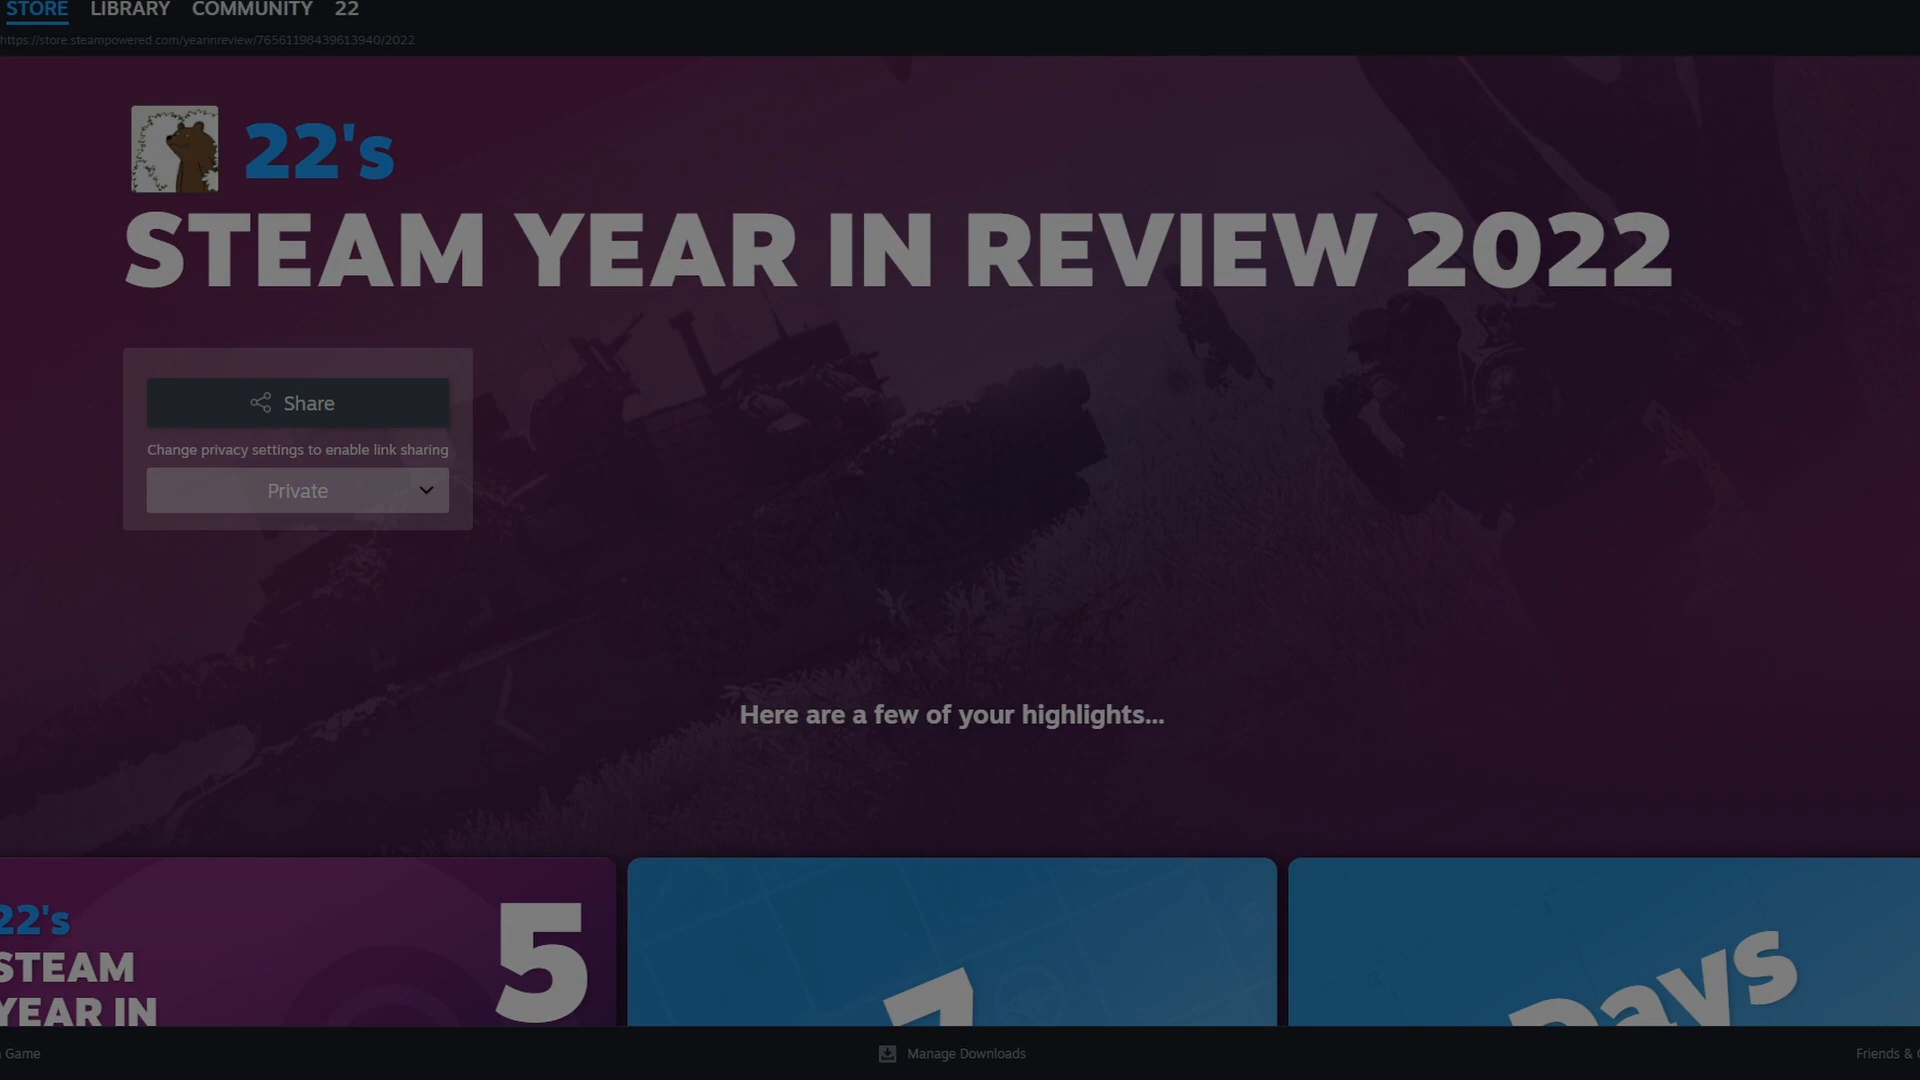 STORE LIBRARY COMMUNITY 22
https://store.steampowered.com/yearinreview/76561198439613940/2022
22's
STEAM YEAR IN REVIEW 2022
Share
Change privacy settings to enable link sharing
Private
Here are a few of your highlights...
22's
STEAM
YEAR IN
5
Days
Game
Manage Downloads
Friends &